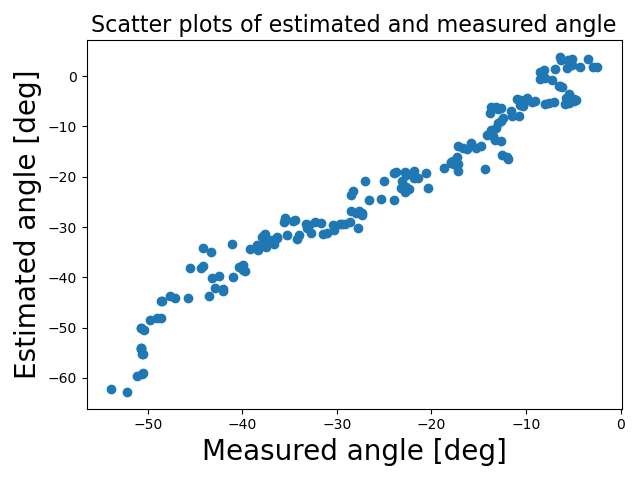 Scatter plots of estimated and measured angle
Estimated angle [deg]
0
−10
−20
−30
−40
−50
−60
−50 −40 −30 −20 −10 0
Measured angle [deg]